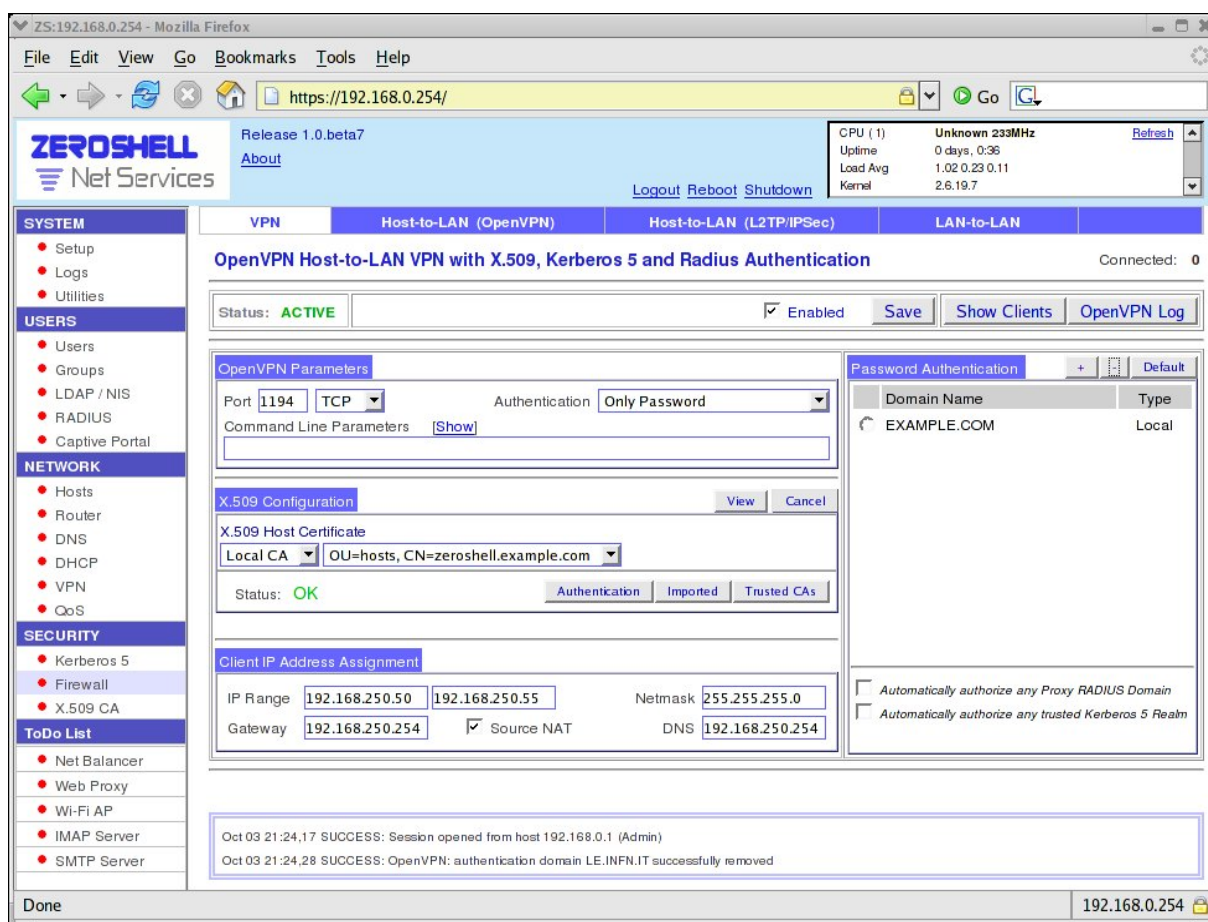 ZS:192.168.0.254 - Mozilla Firefox
File Edit View Go Bookmarks Tools Help
https://192.168.0.254/ Go G
ZEROSHELL
Net Services
Release 1.0.beta7
About
Logout Reboot Shutdown
CPU (1) Unknown 233MHz Refresh
Uptime 0 days, 0:36
Load Avg 1.02 0.23 0.11
Kernel 2.6.19.7
SYSTEM
Setup
Logs
Utilities
USERS
Users
Groups
LDAP / NIS
RADIUS
Captive Portal
NETWORK
Hosts
Router
DNS
DHCP
VPN
QoS
SECURITY
Kerberos 5
Firewall
X.509 CA
ToDo List
Net Balancer
Web Proxy
Wi-Fi AP
IMAP Server
SMTP Server
VPN Host-to-LAN (OpenVPN) Host-to-LAN (L2TP/IPSec) LAN-to-LAN
OpenVPN Host-to-LAN VPN with X.509, Kerberos 5 and Radius Authentication Connected: 0
Status: ACTIVE Enabled Save Show Clients OpenVPN Log
OpenVPN Parameters
Port 1194 TCP Authentication Only Password
Command Line Parameters [Show]
X.509 Configuration View Cancel
X.509 Host Certificate
Local CA OU=hosts, CN=zeroshell.example.com
Status: OK Authentication Imported Trusted CAs
Client IP Address Assignment
IP Range 192.168.250.50 192.168.250.55 Netmask 255.255.255.0
Gateway 192.168.250.254 Source NAT DNS 192.168.250.254
Password Authentication + - Default
Domain Name Type
EXAMPLE.COM Local
Automatically authorize any Proxy RADIUS Domain
Automatically authorize any trusted Kerberos 5 Realm
Oct 03 21:24,17 SUCCESS: Session opened from host 192.168.0.1 (Admin)
Oct 03 21:24,28 SUCCESS: OpenVPN: authentication domain LE.INFN.IT successfully removed
Done 192.168.0.254